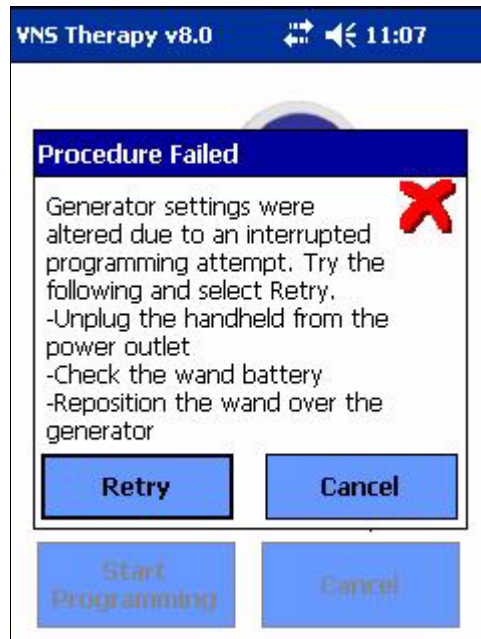 VNS Therapy v8.0 11:07
Procedure Failed
Generator settings were
altered due to an interrupted
programming attempt. Try the
following and select Retry.
-Unplug the handheld from the
power outlet
-Check the wand battery
-Reposition the wand over the
generator
Retry Cancel
Start Cancel
Programming